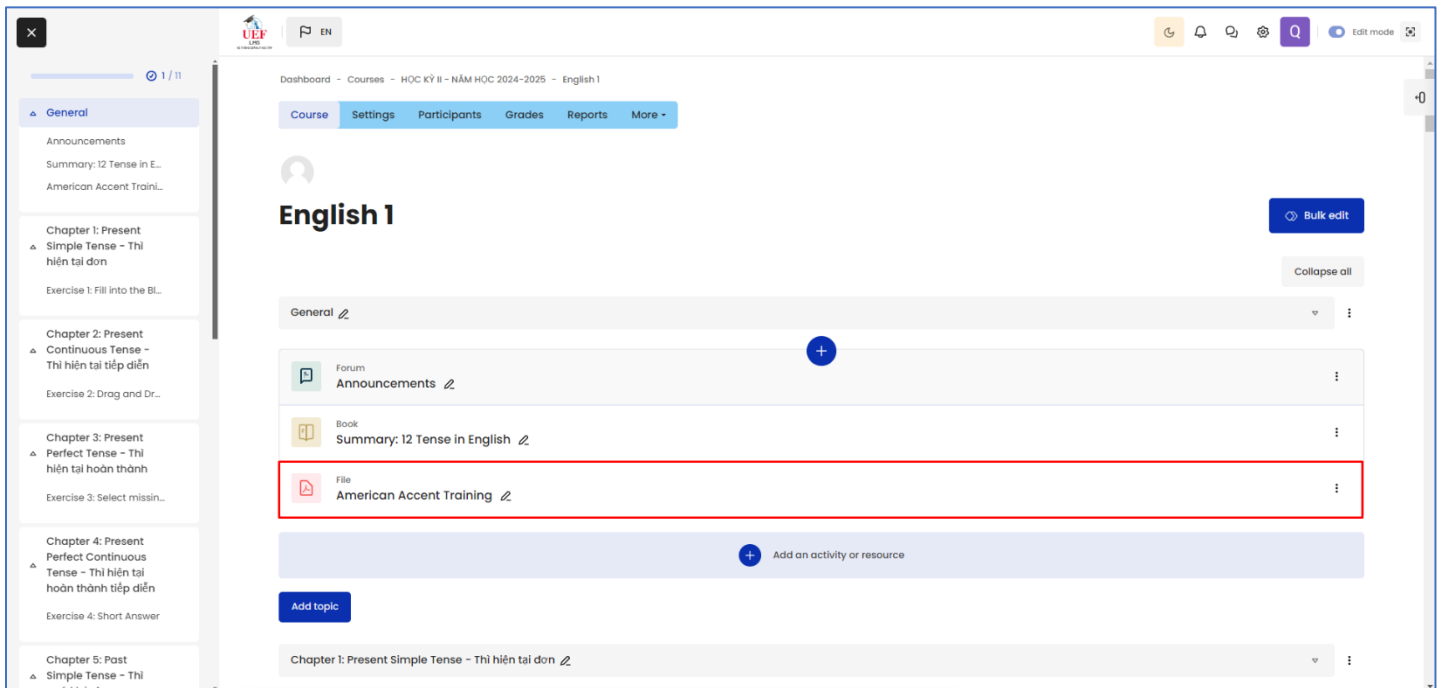 UEF
LMS
EN
Q
Edit mode
1 / 11
General
Announcements
Summary: 12 Tense in E...
American Accent Traini...
Chapter 1: Present
Simple Tense - Thì
hiện tại đơn
Exercise 1: Fill into the Bl...
Chapter 2: Present
Continuous Tense -
Thì hiện tại tiếp diễn
Exercise 2: Drag and Dr...
Chapter 3: Present
Perfect Tense - Thì
hiện tại hoàn thành
Exercise 3: Select missin...
Chapter 4: Present
Perfect Continuous
Tense - Thì hiện tại
hoàn thành tiếp diễn
Exercise 4: Short Answer
Chapter 5: Past
Simple Tense - Thì
Dashboard - Courses - HỌC KỲ II - NĂM HỌC 2024-2025 - English 1
Course Settings Participants Grades Reports More
English 1
Bulk edit
Collapse all
General
Forum
Announcements
Book
Summary: 12 Tense in English
File
American Accent Training
Add an activity or resource
Add topic
Chapter 1: Present Simple Tense - Thì hiện tại đơn